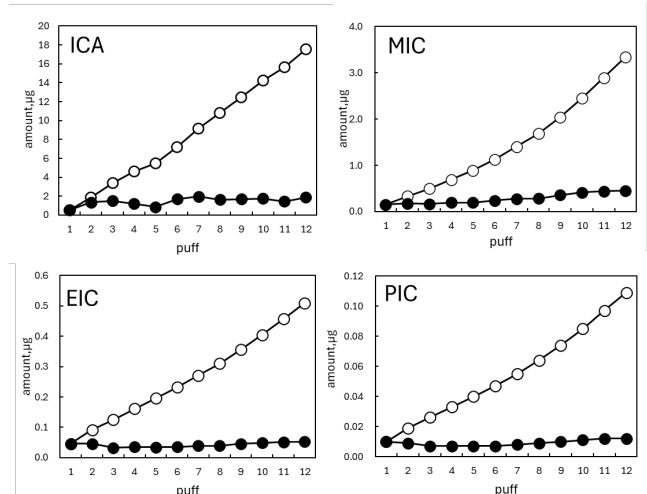 ICA
amount,µg
20
18
16
14
12
10
8
6
4
2
0
1 2 3 4 5 6 7 8 9 10 11 12
puff
MIC
amount,µg
4.0
3.0
2.0
1.0
0.0
1 2 3 4 5 6 7 8 9 10 11 12
puff
EIC
amount,µg
0.6
0.5
0.4
0.3
0.2
0.1
0.0
1 2 3 4 5 6 7 8 9 10 11 12
puff
PIC
amount,µg
0.12
0.10
0.08
0.06
0.04
0.02
0.00
1 2 3 4 5 6 7 8 9 10 11 12
puff